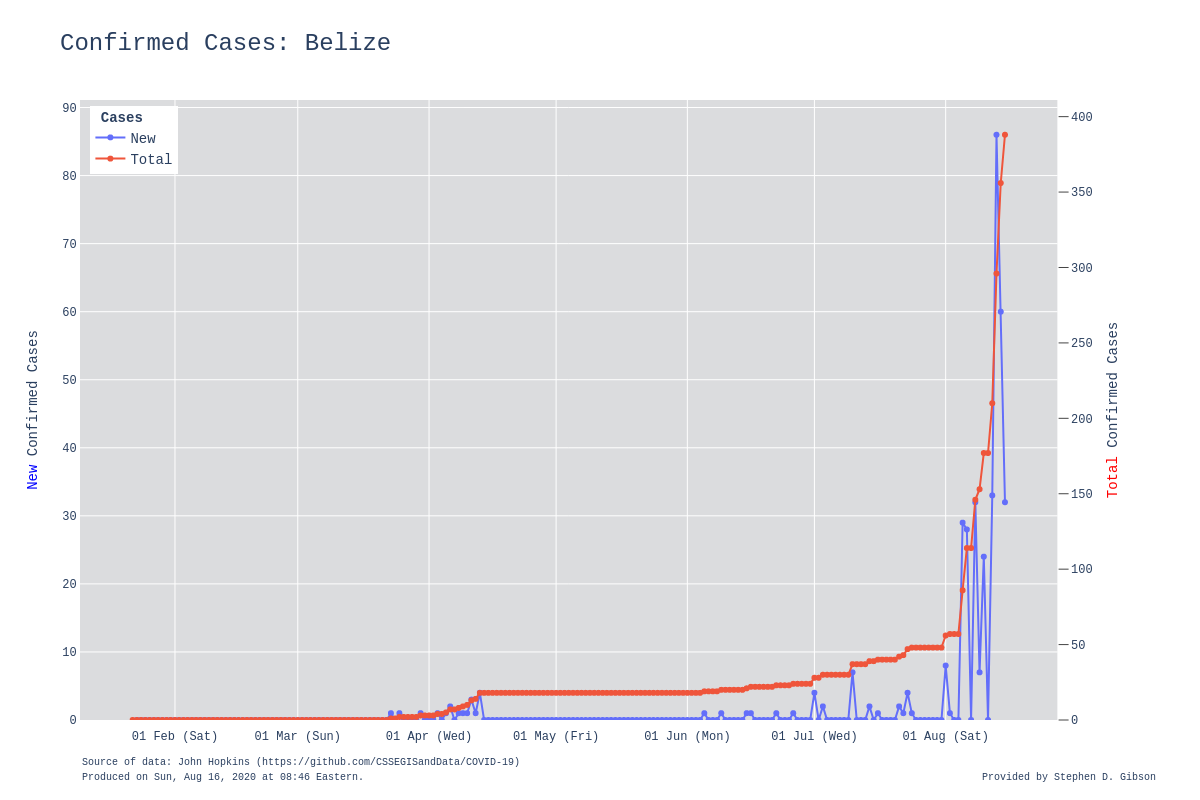 Confirmed Cases: Belize
Cases
New
Total
90
80
70
60
50
40
30
20
10
0
400
350
300
250
200
150
100
50
0
New Confirmed Cases
Total Confirmed Cases
01 Feb (Sat)
01 Mar (Sun)
01 Apr (Wed)
01 May (Fri)
01 Jun (Mon)
01 Jul (Wed)
01 Aug (Sat)
Source of data: John Hopkins (https://github.com/CSSEGISandData/COVID-19)
Produced on Sun, Aug 16, 2020 at 08:46 Eastern.
Provided by Stephen D. Gibson